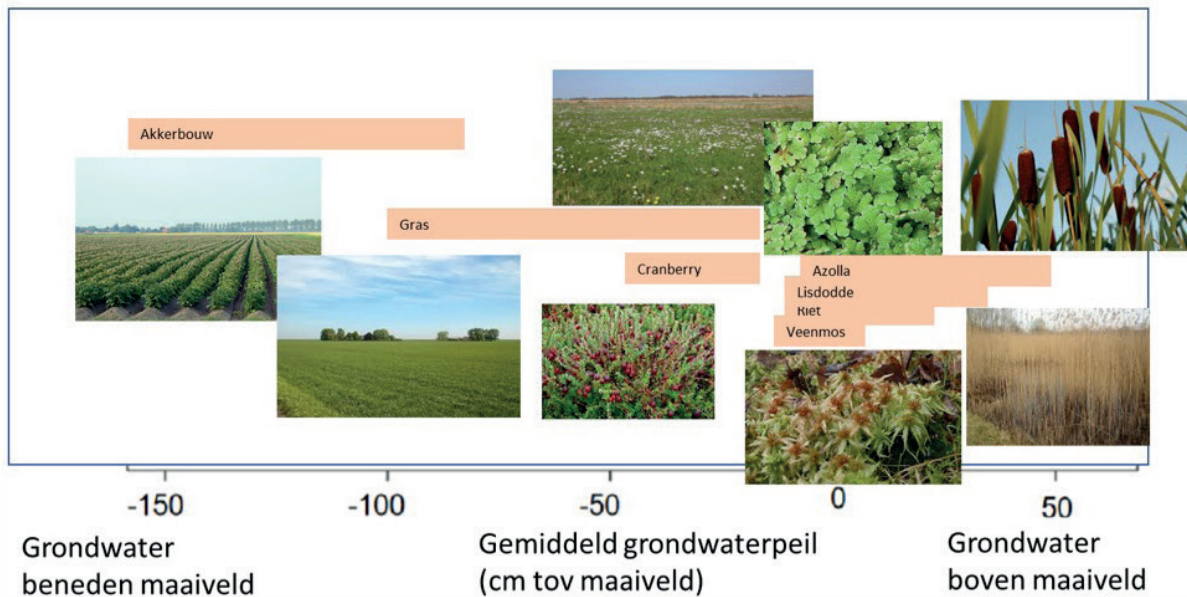 Akkerbouw
Gras
Cranberry
Azolla
Lisdodde
Riet
Veenmos
-150
-100
-50
0
50
Grondwater
beneden maaiveld
Gemiddeld grondwaterpeil
(cm tov maaiveld)
Grondwater
boven maaiveld